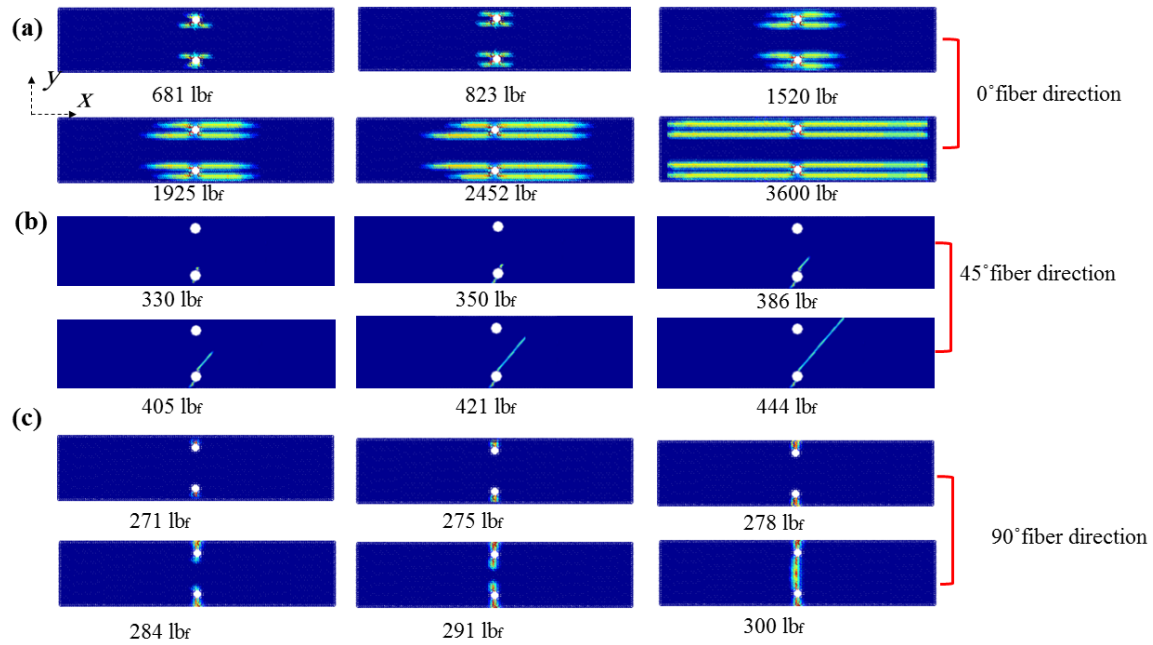 (a)
y
x
681 lbf
823 lbf
1520 lbf
0˚fiber direction
1925 lbf
2452 lbf
3600 lbf
(b)
330 lbf
350 lbf
386 lbf
45˚fiber direction
405 lbf
421 lbf
444 lbf
(c)
271 lbf
275 lbf
278 lbf
90˚fiber direction
284 lbf
291 lbf
300 lbf